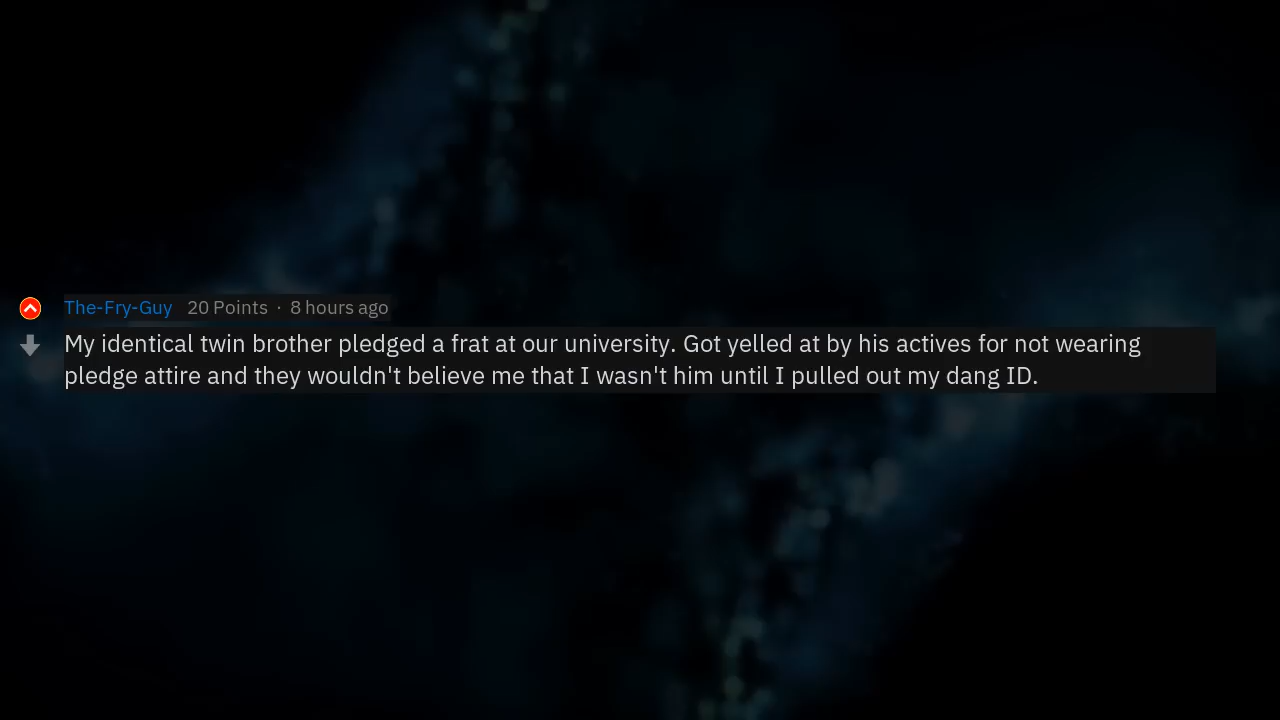 The-Fry-Guy 20 Points · 8 hours ago
My identical twin brother pledged a frat at our university. Got yelled at by his actives for not wearing
pledge attire and they wouldn't believe me that I wasn't him until I pulled out my dang ID.